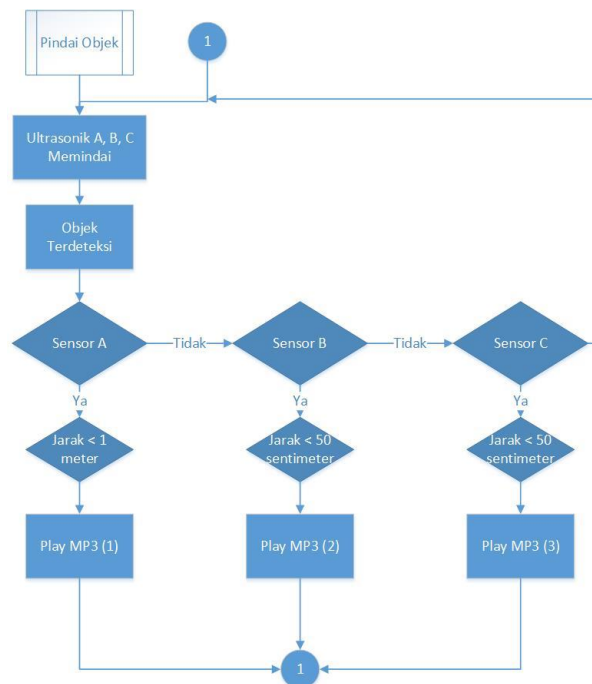 Pindai Objek
1
Ultrasonik A, B, C
Memindai
Objek
Terdeteksi
Sensor A
Tidak
Sensor B
Tidak
Sensor C
Ya
Ya
Ya
Jarak < 1
meter
Jarak < 50
sentimeter
Jarak < 50
sentimeter
Play MP3 (1)
Play MP3 (2)
Play MP3 (3)
1